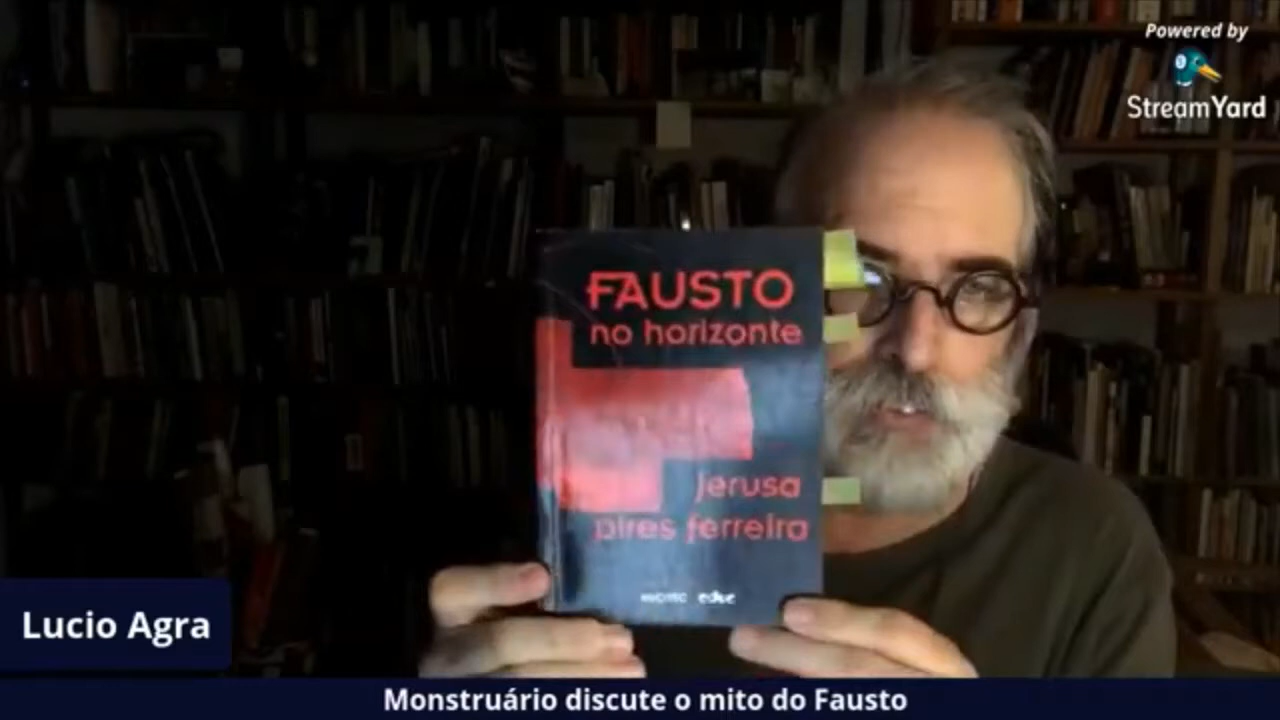 Powered by
StreamYard
FAUSTO
no horizonte
jerusa
pires ferreira
educ
Lucio Agra
Monstruário discute o mito do Fausto